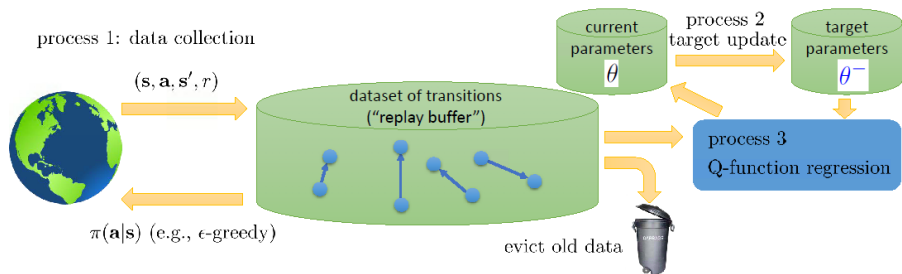 process 1: data collection
(s, a, s′, r)
π(a|s) (e.g., ϵ-greedy)
dataset of transitions
(“replay buffer”)
evict old data
current
parameters
θ
process 2
target update
target
parameters
θ⁻
process 3
Q-function regression